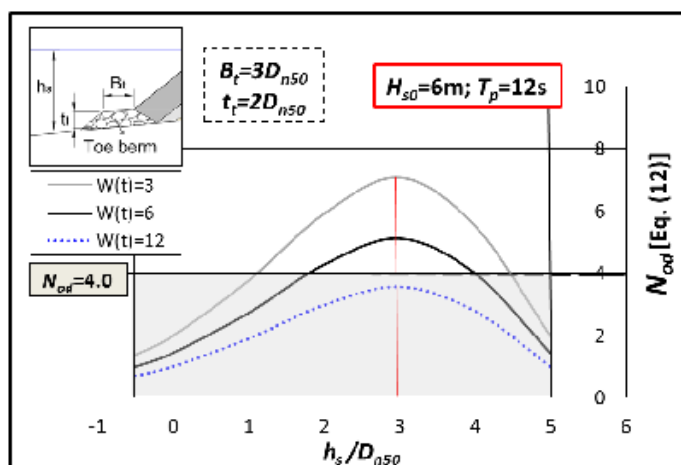 hs
Bt
tt
Toe berm
Bt=3Dn50
tt=2Dn50
Hs0=6m; Tp=12s
W(t)=3
W(t)=6
W(t)=12
Nod=4.0
10
8
6
4
2
0
Nod [Eq. (12)]
-1 0 1 2 3 4 5 6
hs/Dn50